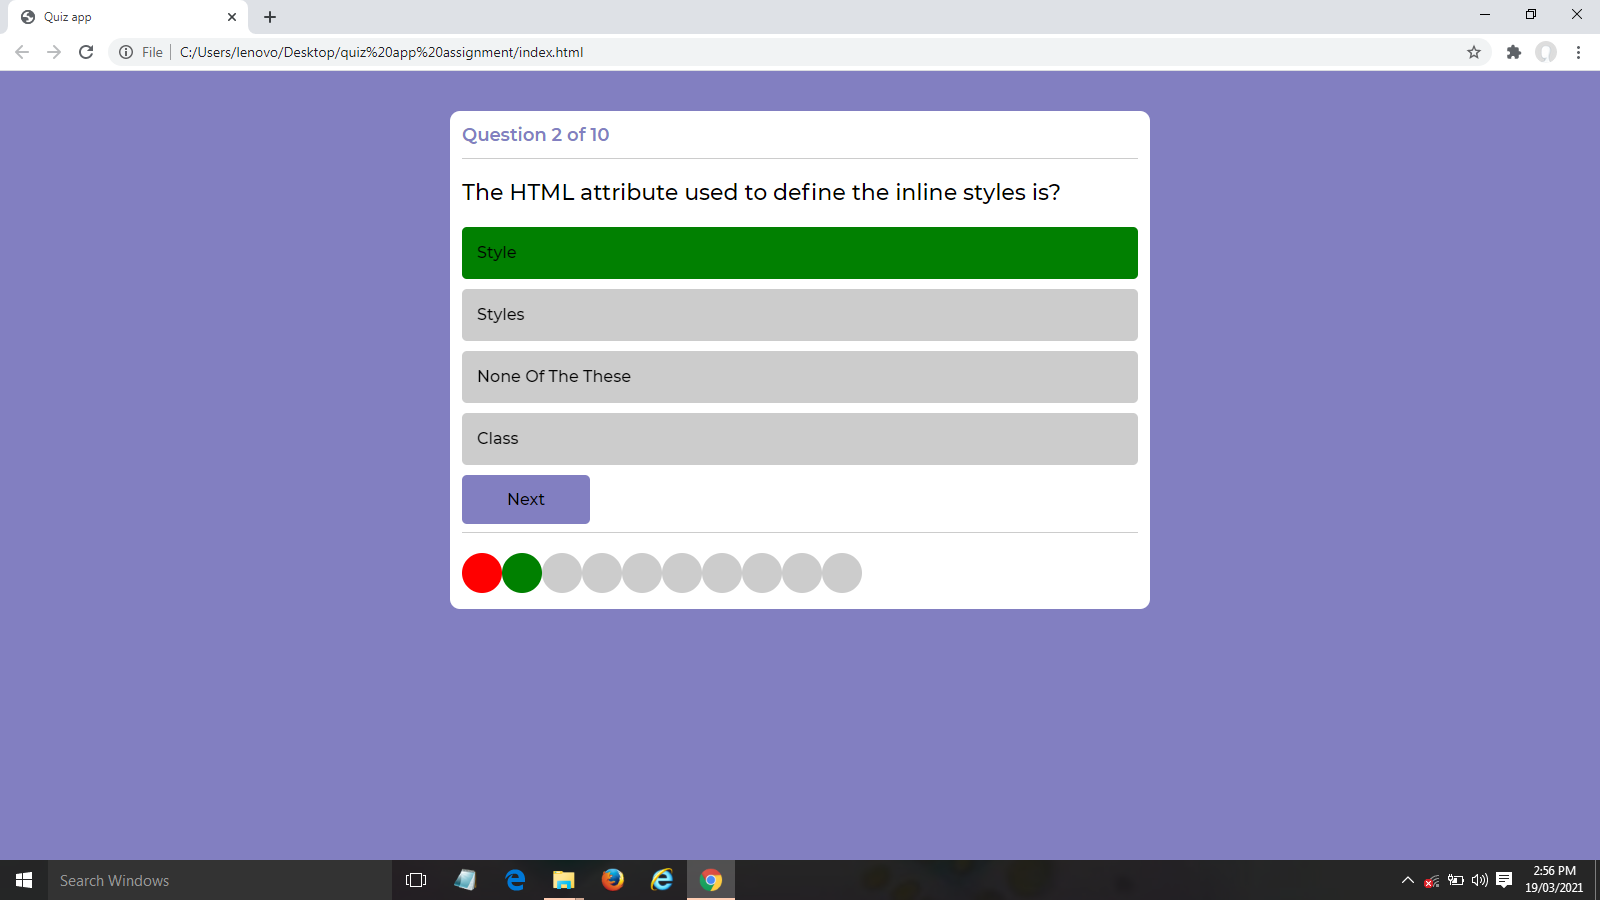 Quiz app
File C:/Users/lenovo/Desktop/quiz%20app%20assignment/index.html
Question 2 of 10
The HTML attribute used to define the inline styles is?
Style
Styles
None Of The These
Class
Next
Search Windows
2:56 PM
19/03/2021